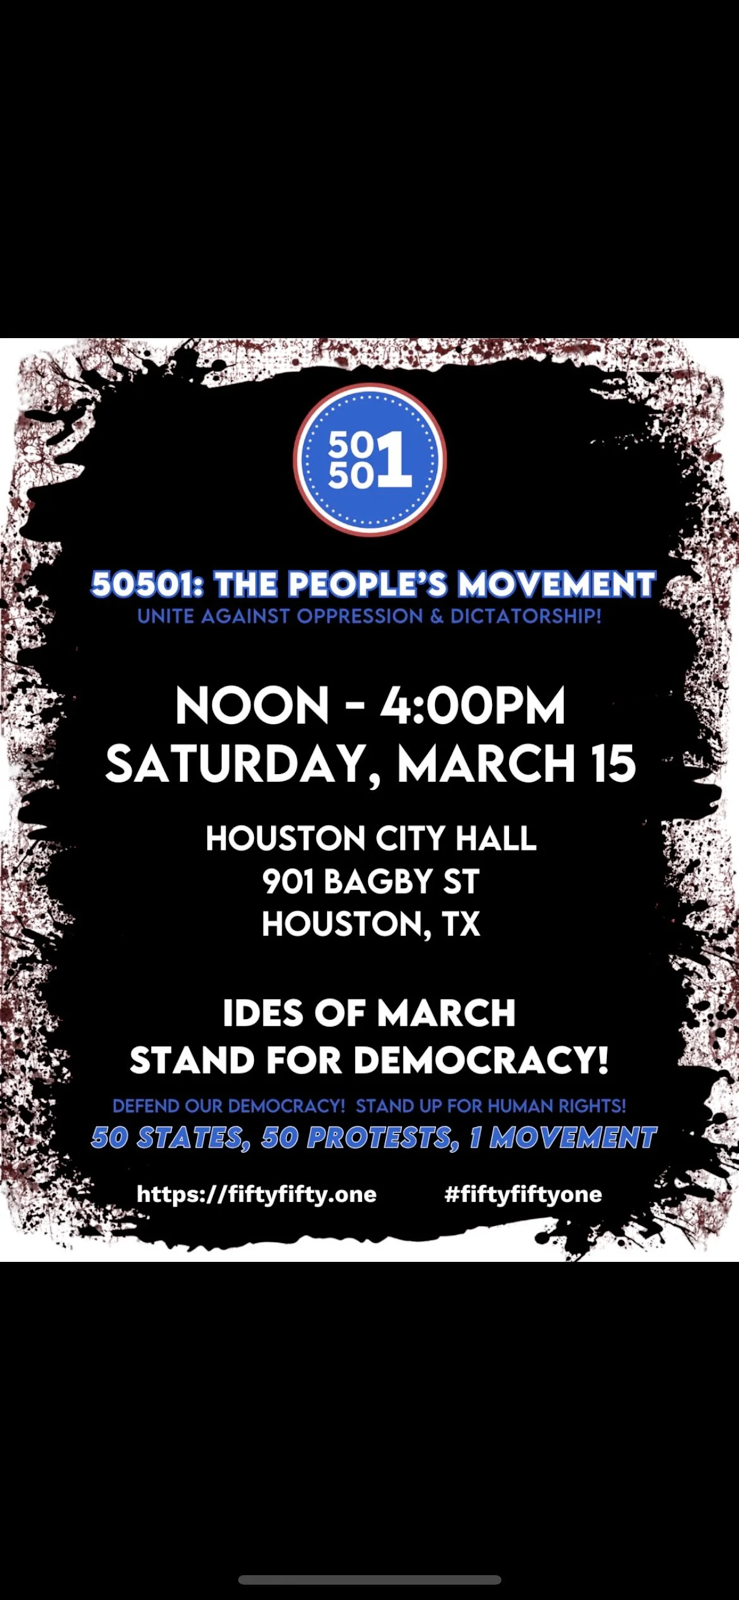 50
50
1
50501: THE PEOPLE'S MOVEMENT
UNITE AGAINST OPPRESSION & DICTATORSHIP!
NOON - 4:00PM
SATURDAY, MARCH 15
HOUSTON CITY HALL
901 BAGBY ST
HOUSTON, TX
IDES OF MARCH
STAND FOR DEMOCRACY!
DEFEND OUR DEMOCRACY! STAND UP FOR HUMAN RIGHTS!
50 STATES, 50 PROTESTS, 1 MOVEMENT
https://fiftyfifty.one #fiftyfiftyone